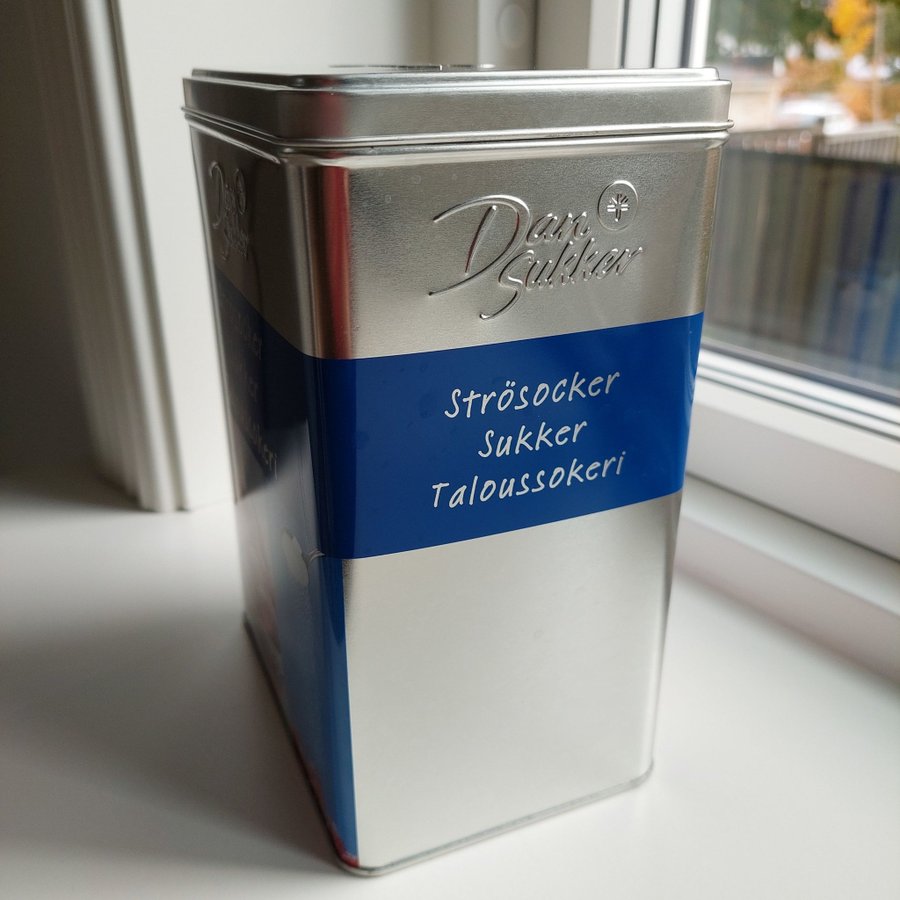 Dan
Sukker
Strösocker
Sukker
Taloussokeri